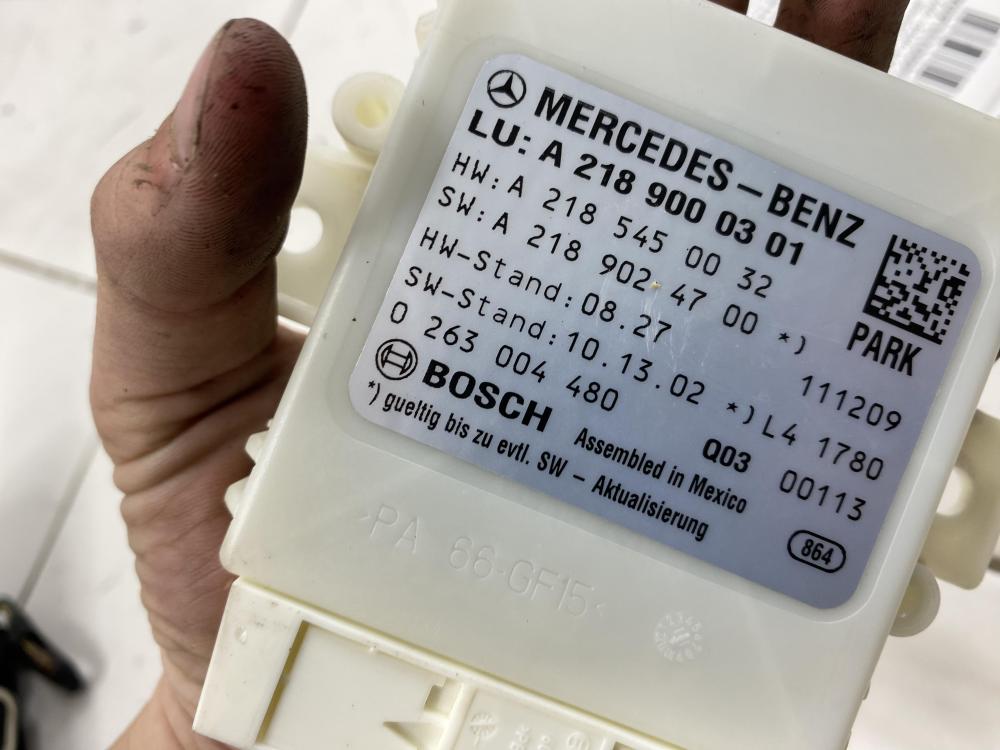 MERCEDES-BENZ
LU: A 218 900 03 01
HW: A 218 545 00 32
SW: A 218 902 47 00 *)
PARK
HW-Stand: 08.27
111209
SW-Stand: 10.13.02 *) L4 1780
0 263 004 480
Q03 00113
BOSCH
Assembled in Mexico
*) gueltig bis zu evtl. SW - Aktualisierung
864
>PA 66-GF15<